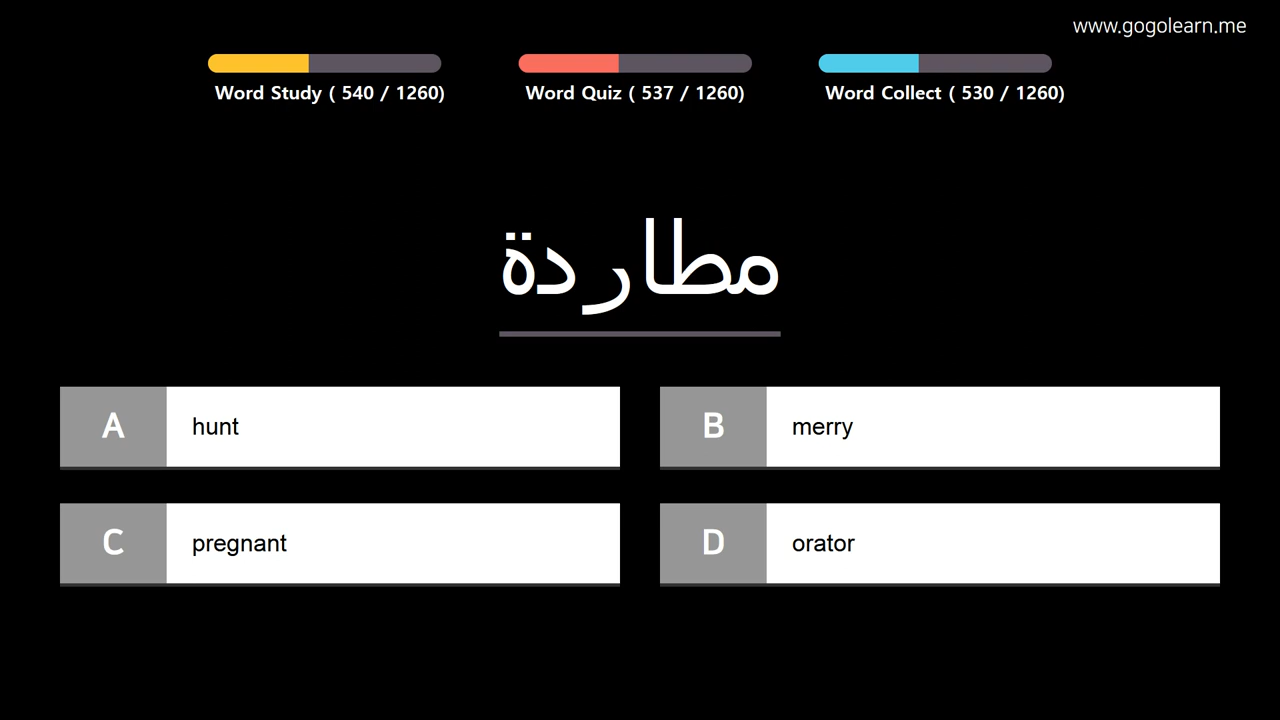 www.gogolearn.me
Word Study ( 540 / 1260)
Word Quiz ( 537 / 1260)
Word Collect ( 530 / 1260)
مطاردة
A hunt
B merry
C pregnant
D orator